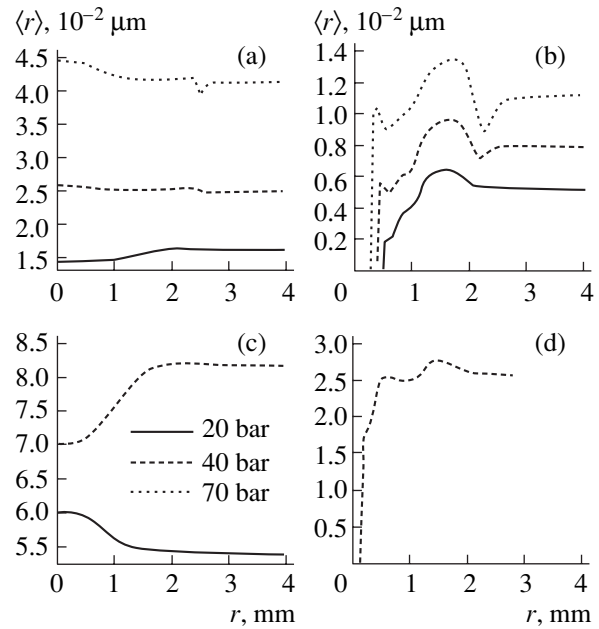 ⟨r⟩, 10⁻² μm
⟨r⟩, 10⁻² μm
(a)
4.5
4.0
3.5
3.0
2.5
2.0
1.5
0 1 2 3 4
(b)
1.4
1.2
1.0
0.8
0.6
0.4
0.2
0 1 2 3 4
(c)
8.5
8.0
7.5
7.0
6.5
6.0
5.5
20 bar
40 bar
70 bar
0 1 2 3 4
r, mm
(d)
3.0
2.5
2.0
1.5
1.0
0.5
0 1 2 3 4
r, mm